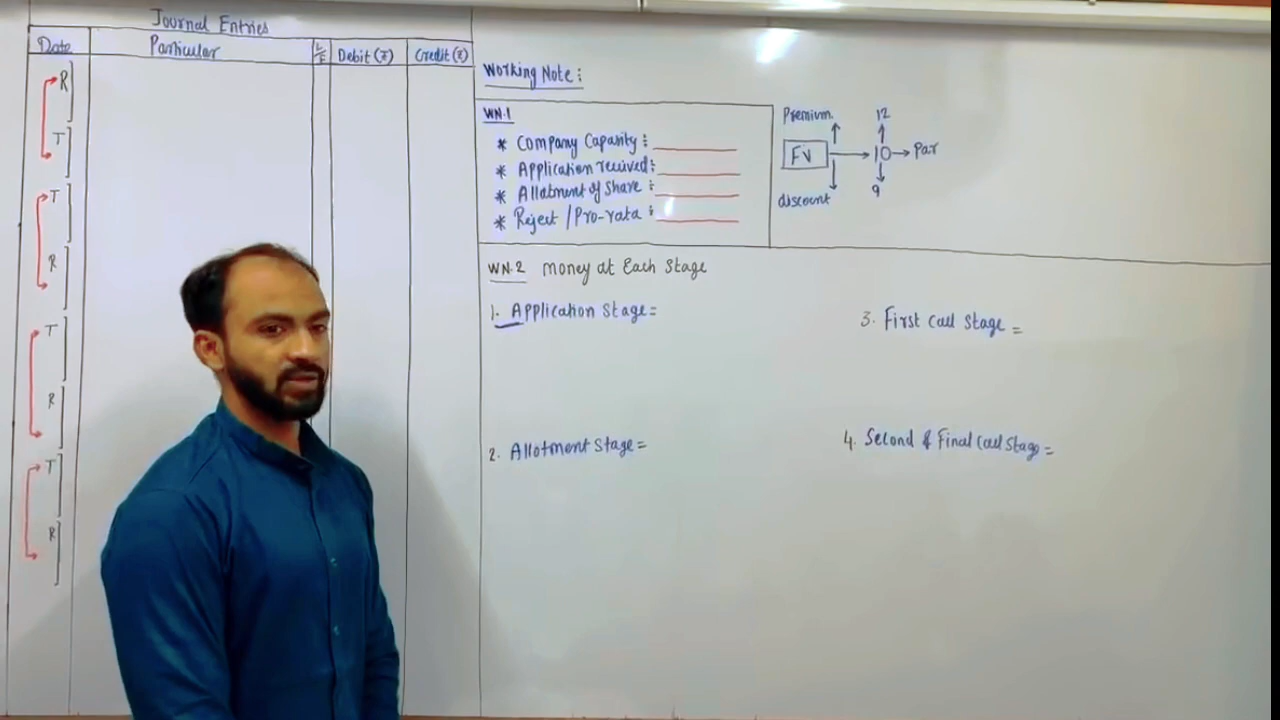 Journal Entries
Date Particular L/F Debit (₹) Credit (₹)
R
T
T
R
T
R
T
R
Working Note :
WN.1
* Company Capacity :
* Application recived :
* Allotment of Share :
* Reject / Pro-rata :
Premium 12
FV 10 Par
discount 9
WN.2 Money at Each Stage
1. Application Stage =
2. Allotment Stage =
3. First Call Stage =
4. Second & Final Call Stage =